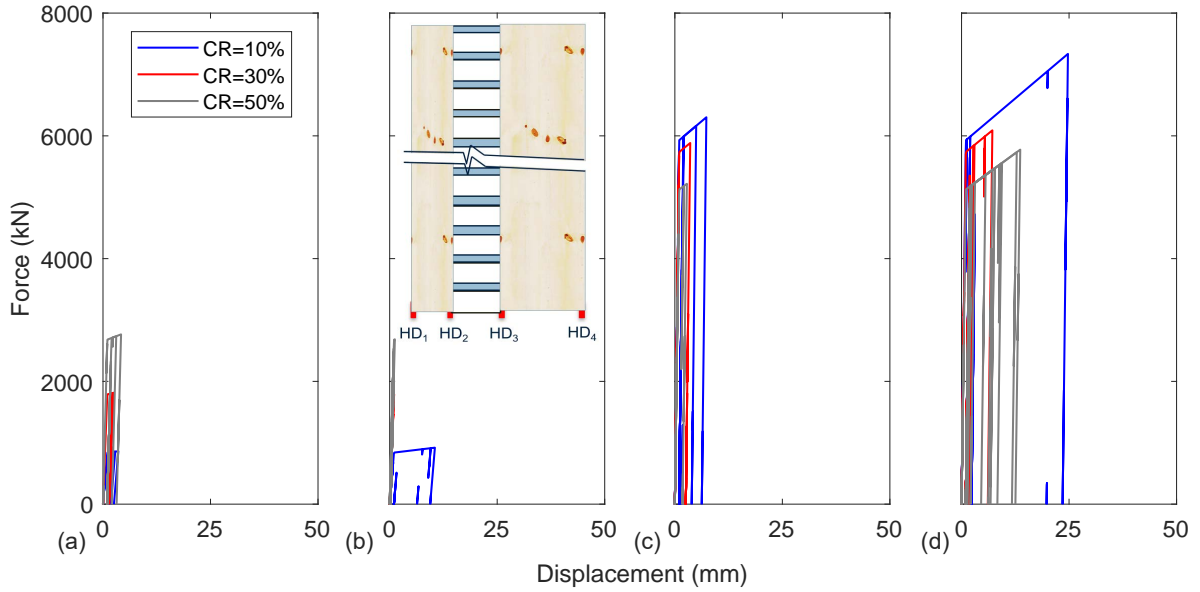 8000
6000
4000
2000
0
Force (kN)
CR=10%
CR=30%
CR=50%
HD1 HD2 HD3 HD4
0 25 50 0 25 50 0 25 50 0 25 50
(a) (b) (c) (d)
Displacement (mm)